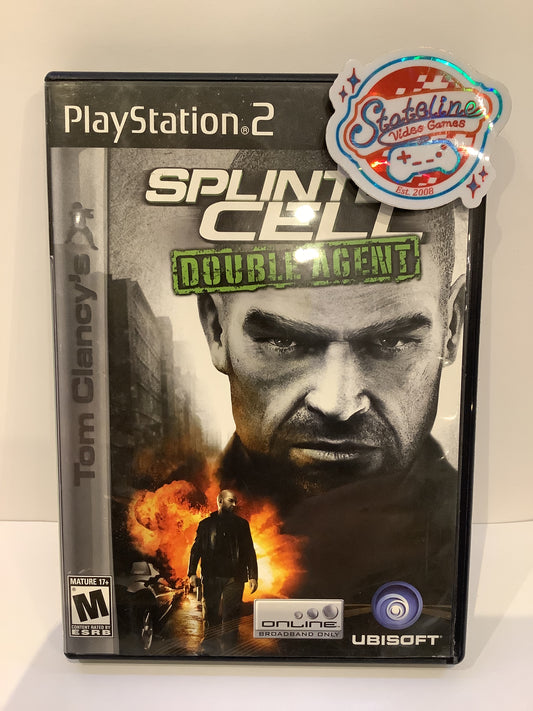 PlayStation®2
Stateline
Video Games
Est. 2008
SPLINT
CELL
DOUBLE AGENT
Tom Clancy's
MATURE 17+
M
CONTENT RATED BY
ESRB
ONLINE
BROADBAND ONLY
UBISOFT